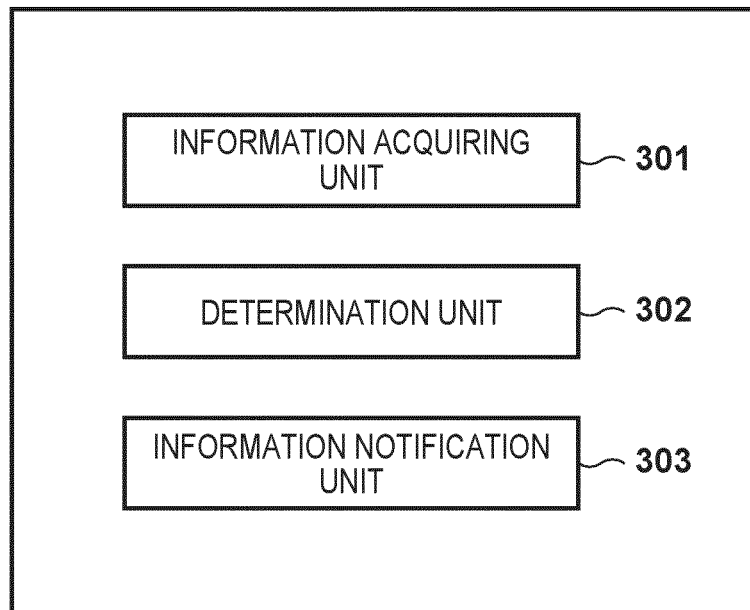 INFORMATION ACQUIRING
UNIT
301
DETERMINATION UNIT
302
INFORMATION NOTIFICATION
UNIT
303